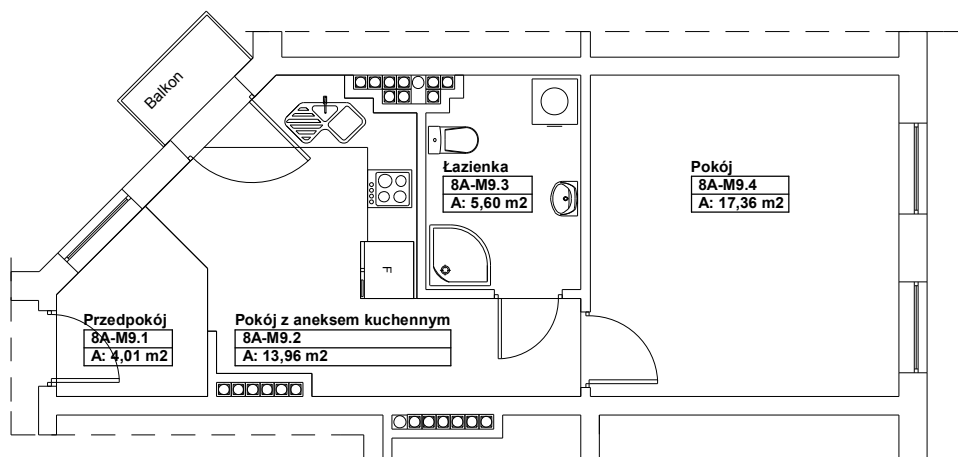 Balkon
Łazienka
8A-M9.3
A: 5,60 m2
Pokój
8A-M9.4
A: 17,36 m2
F
Przedpokój
8A-M9.1
A: 4,01 m2
Pokój z aneksem kuchennym
8A-M9.2
A: 13,96 m2